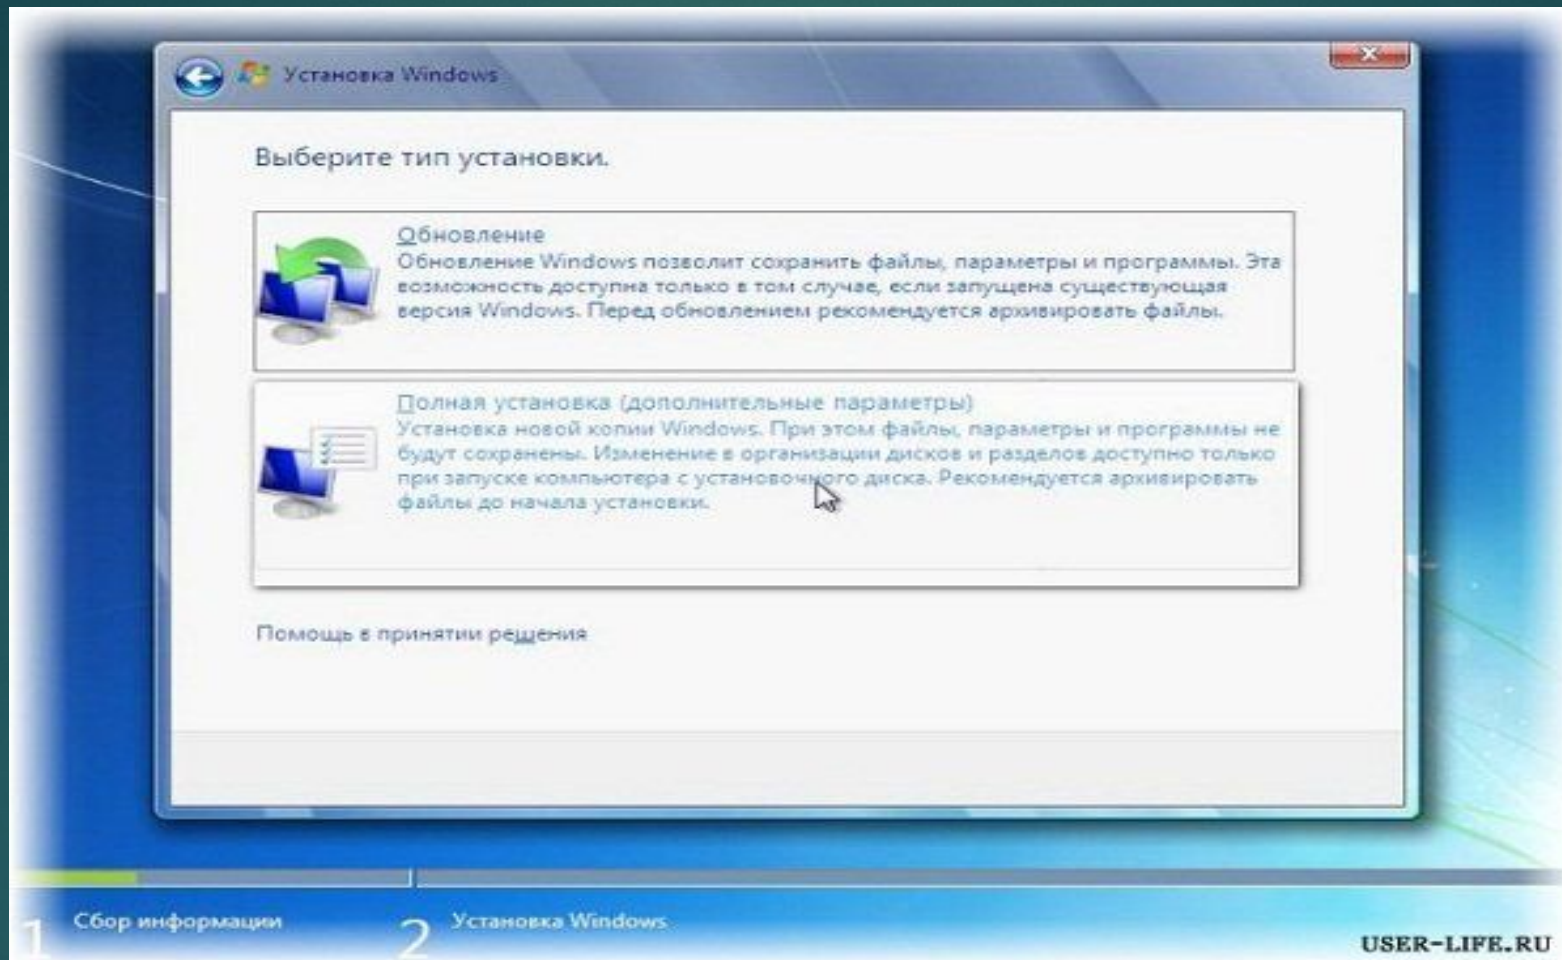 Установка Windows
Выберите тип установки.
Обновление
Обновление Windows позволит сохранить файлы, параметры и программы. Эта
возможность доступна только в том случае, если запущена существующая
версия Windows. Перед обновлением рекомендуется архивировать файлы.
Полная установка (дополнительные параметры)
Установка новой копии Windows. При этом файлы, параметры и программы не
будут сохранены. Изменение в организации дисков и разделов доступно только
при запуске компьютера с установочного диска. Рекомендуется архивировать
файлы до начала установки.
Помощь в принятии решения
1 Сбор информации
2 Установка Windows
USER-LIFE.RU